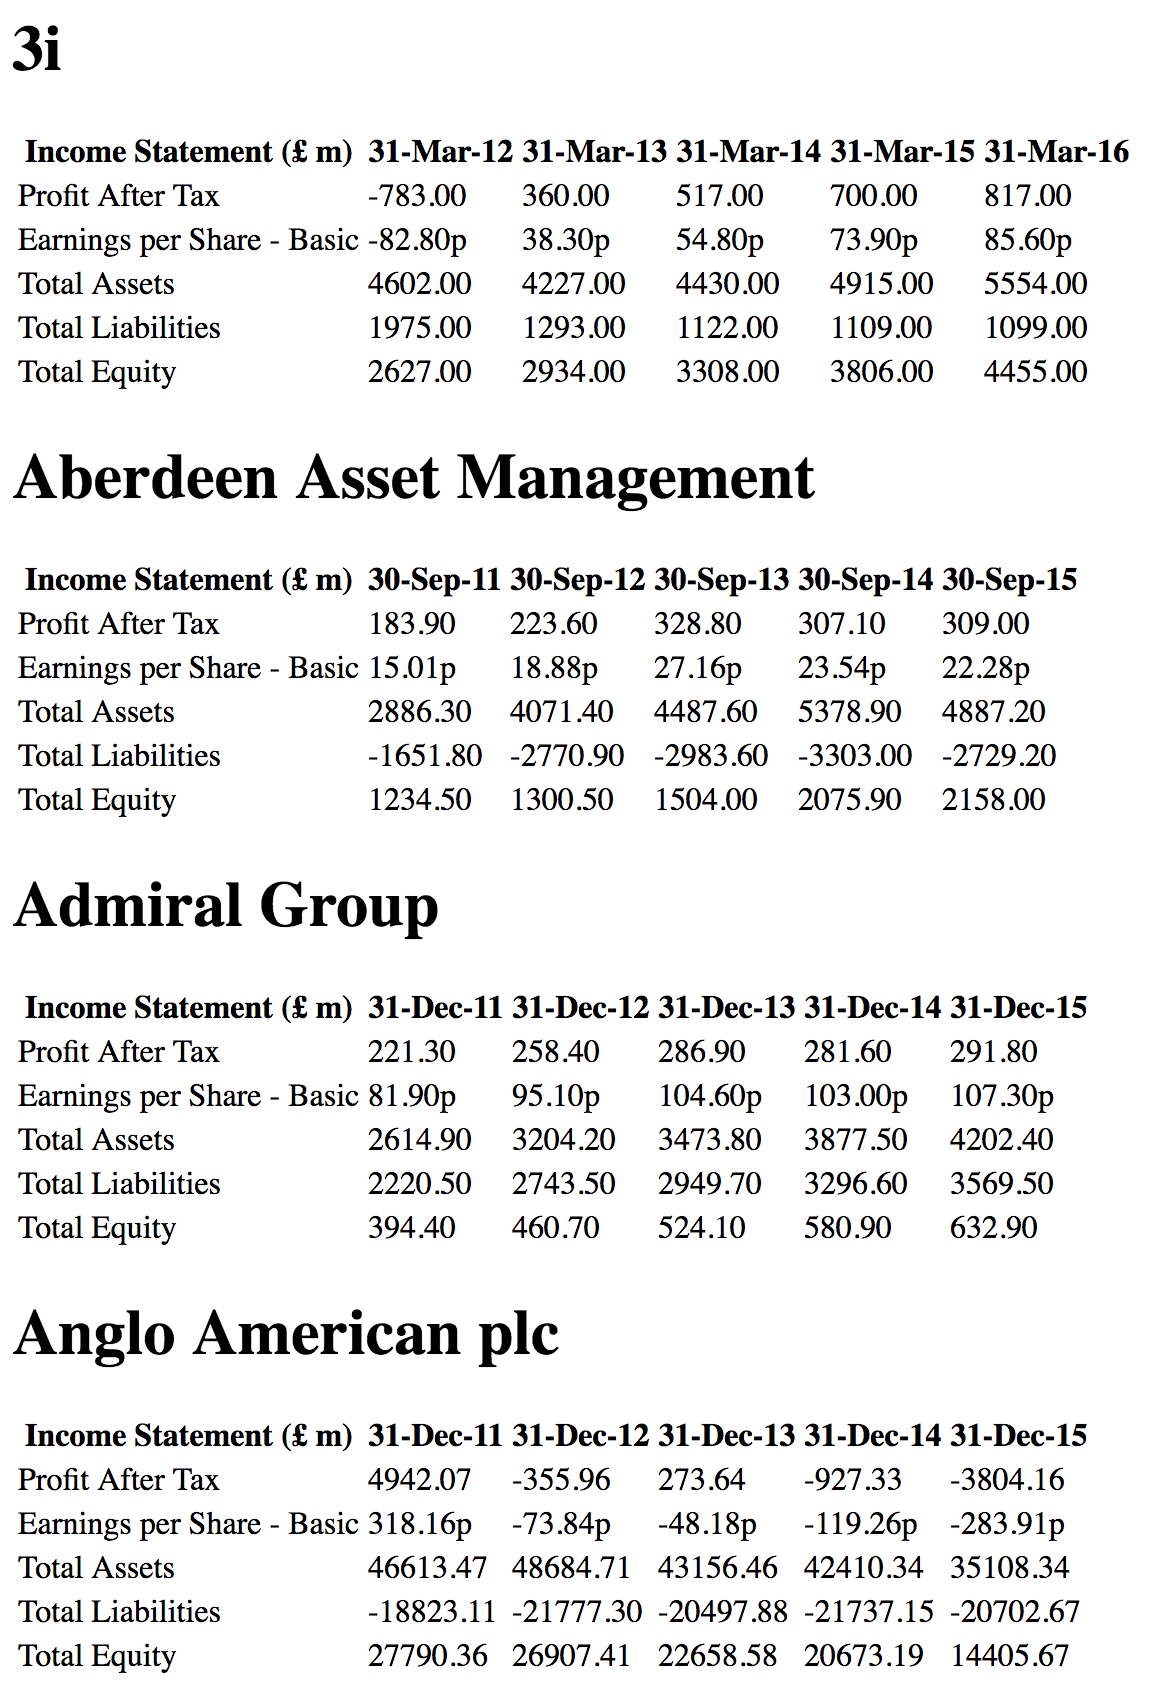 3i
Income Statement (£ m) 31-Mar-12 31-Mar-13 31-Mar-14 31-Mar-15 31-Mar-16
Profit After Tax -783.00 360.00 517.00 700.00 817.00
Earnings per Share - Basic -82.80p 38.30p 54.80p 73.90p 85.60p
Total Assets 4602.00 4227.00 4430.00 4915.00 5554.00
Total Liabilities 1975.00 1293.00 1122.00 1109.00 1099.00
Total Equity 2627.00 2934.00 3308.00 3806.00 4455.00
Aberdeen Asset Management
Income Statement (£ m) 30-Sep-11 30-Sep-12 30-Sep-13 30-Sep-14 30-Sep-15
Profit After Tax 183.90 223.60 328.80 307.10 309.00
Earnings per Share - Basic 15.01p 18.88p 27.16p 23.54p 22.28p
Total Assets 2886.30 4071.40 4487.60 5378.90 4887.20
Total Liabilities -1651.80 -2770.90 -2983.60 -3303.00 -2729.20
Total Equity 1234.50 1300.50 1504.00 2075.90 2158.00
Admiral Group
Income Statement (£ m) 31-Dec-11 31-Dec-12 31-Dec-13 31-Dec-14 31-Dec-15
Profit After Tax 221.30 258.40 286.90 281.60 291.80
Earnings per Share - Basic 81.90p 95.10p 104.60p 103.00p 107.30p
Total Assets 2614.90 3204.20 3473.80 3877.50 4202.40
Total Liabilities 2220.50 2743.50 2949.70 3296.60 3569.50
Total Equity 394.40 460.70 524.10 580.90 632.90
Anglo American plc
Income Statement (£ m) 31-Dec-11 31-Dec-12 31-Dec-13 31-Dec-14 31-Dec-15
Profit After Tax 4942.07 -355.96 273.64 -927.33 -3804.16
Earnings per Share - Basic 318.16p -73.84p -48.18p -119.26p -283.91p
Total Assets 46613.47 48684.71 43156.46 42410.34 35108.34
Total Liabilities -18823.11 -21777.30 -20497.88 -21737.15 -20702.67
Total Equity 27790.36 26907.41 22658.58 20673.19 14405.67